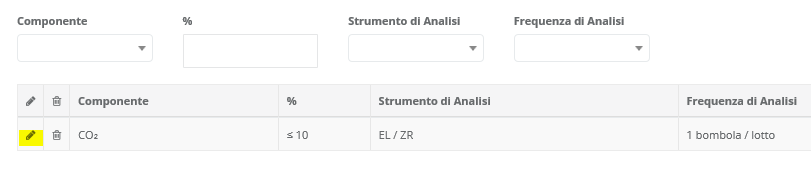 Componente % Strumento di Analisi Frequenza di Analisi
Componente % Strumento di Analisi Frequenza di Analisi
CO₂ ≤ 10 EL / ZR 1 bombola / lotto